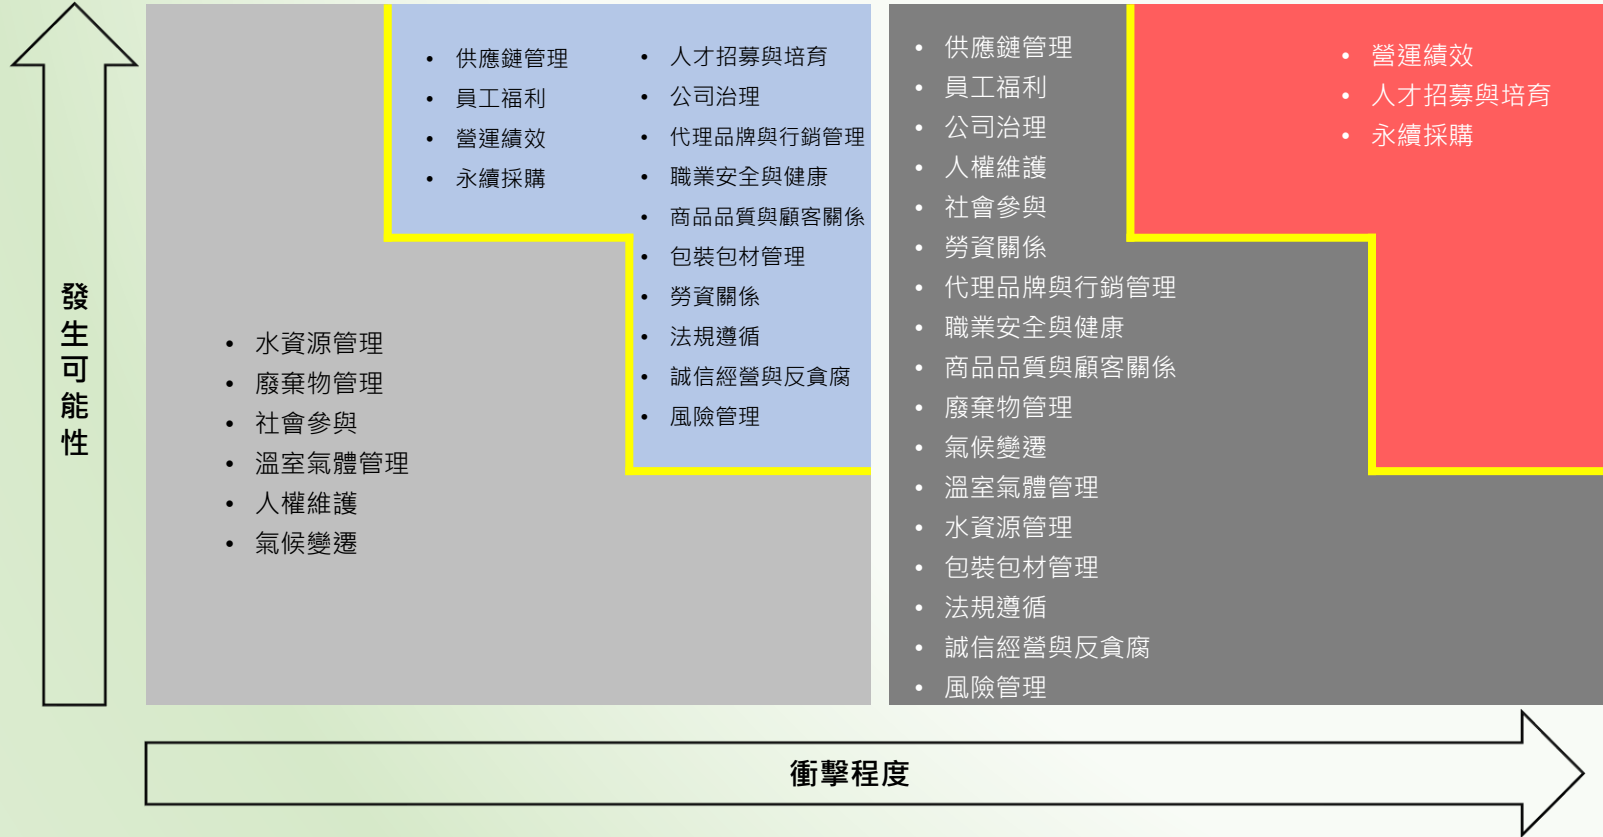 發生可能性
供應鏈管理
員工福利
營運績效
永續採購
人才招募與培育
公司治理
代理品牌與行銷管理
職業安全與健康
商品品質與顧客關係
包裝包材管理
勞資關係
法規遵循
誠信經營與反貪腐
風險管理
水資源管理
廢棄物管理
社會參與
溫室氣體管理
人權維護
氣候變遷
供應鏈管理
員工福利
公司治理
人權維護
社會參與
勞資關係
代理品牌與行銷管理
職業安全與健康
商品品質與顧客關係
廢棄物管理
氣候變遷
溫室氣體管理
水資源管理
包裝包材管理
法規遵循
誠信經營與反貪腐
風險管理
營運績效
人才招募與培育
永續採購
衝擊程度